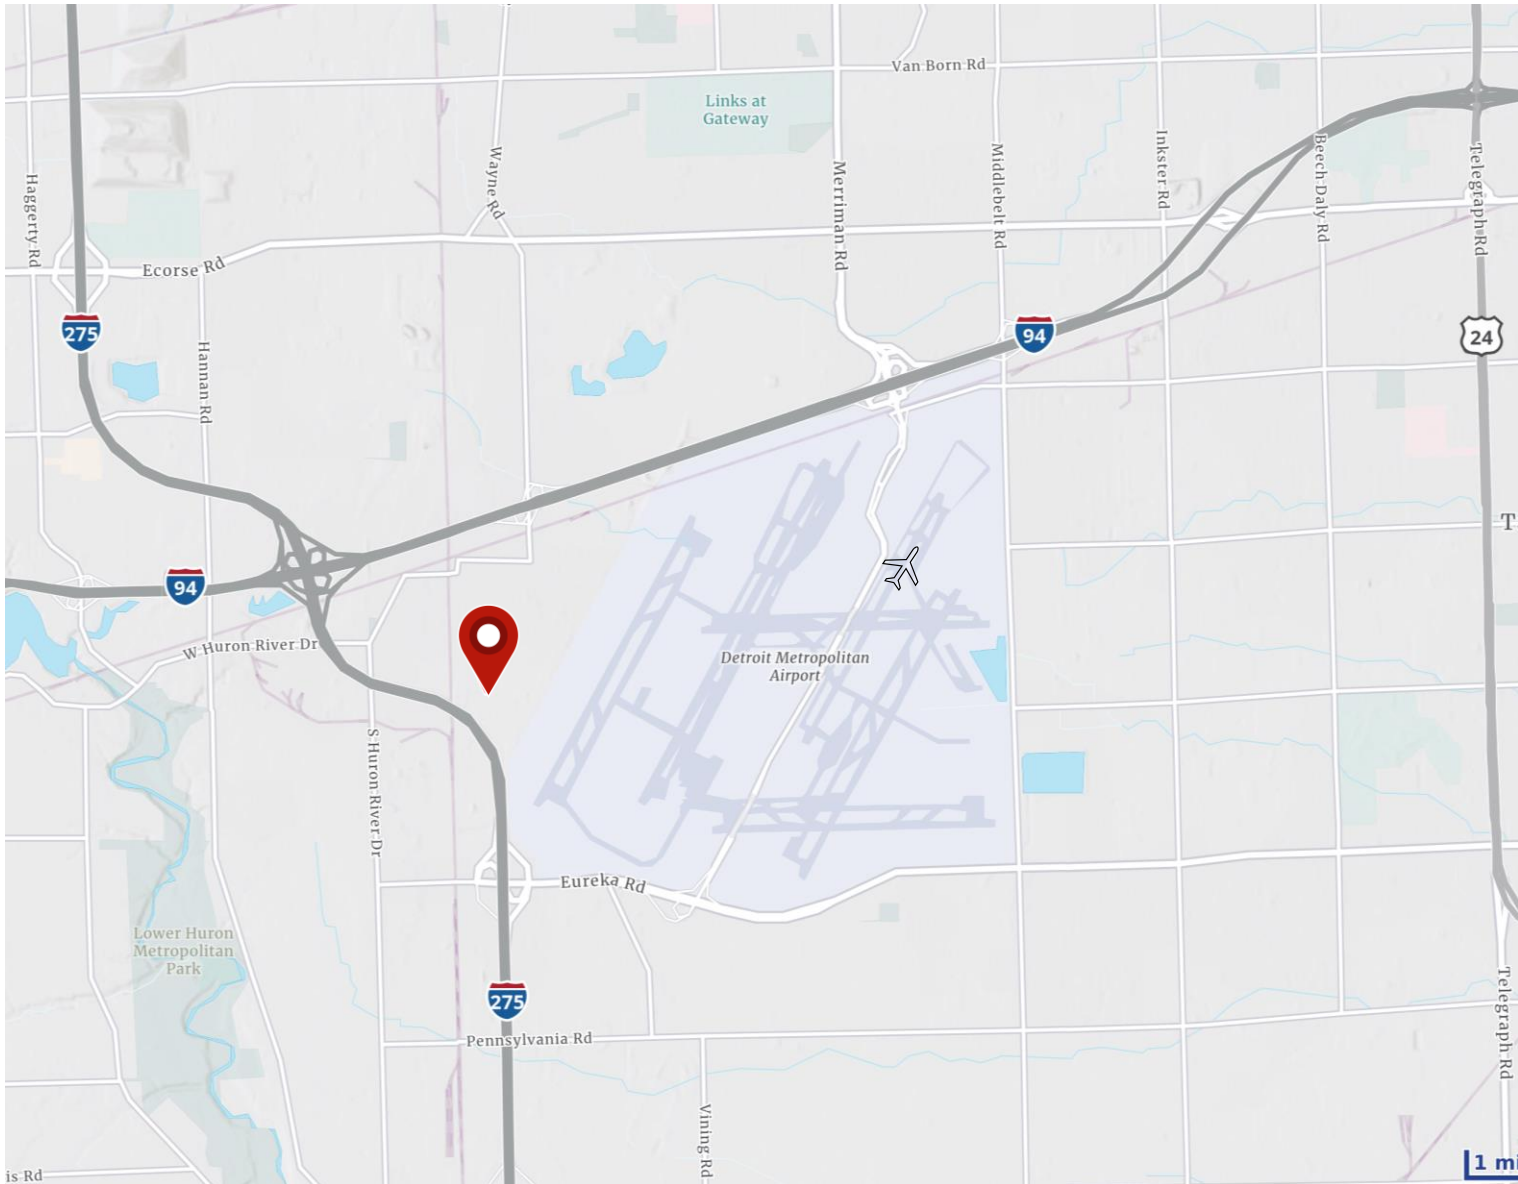 Van Born Rd
Links at
Gateway
Wayne Rd
Merriman Rd
Middlebelt Rd
Inkster Rd
Beech Daly Rd
Telegraph Rd
Haggerty Rd
Ecorse Rd
275
94
24
Hannan Rd
T
94
W Huron River Dr
Detroit Metropolitan
Airport
S Huron River Dr
Eureka Rd
Lower Huron
Metropolitan
Park
275
Pennsylvania Rd
Telegraph Rd
Vining Rd
is Rd
1 mi